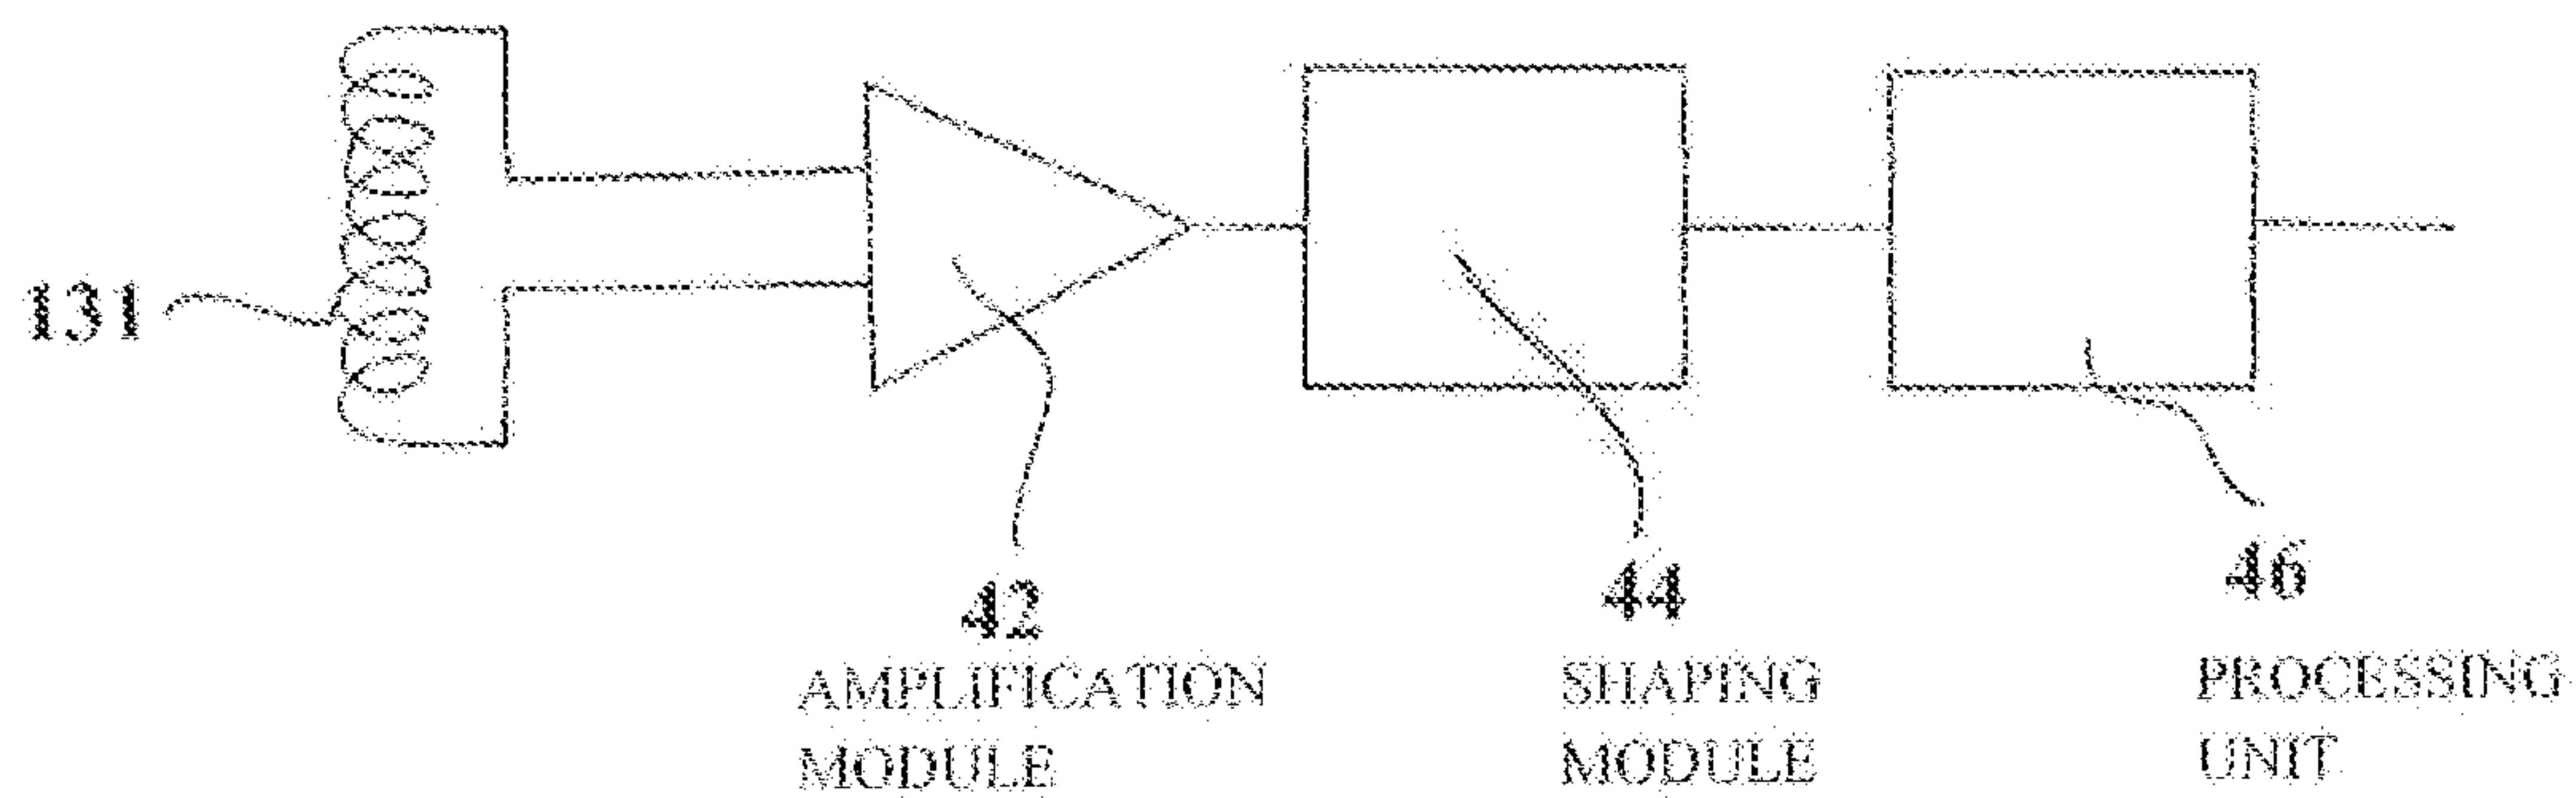 131
42
AMPLIFICATION
MODULE
44
SHAPING
MODULE
46
PROCESSING
UNIT